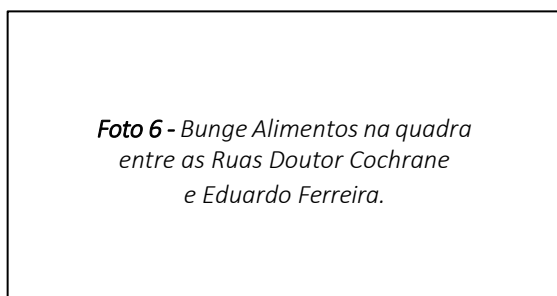 Foto 6 - Bunge Alimentos na quadra
entre as Ruas Doutor Cochrane
e Eduardo Ferreira.